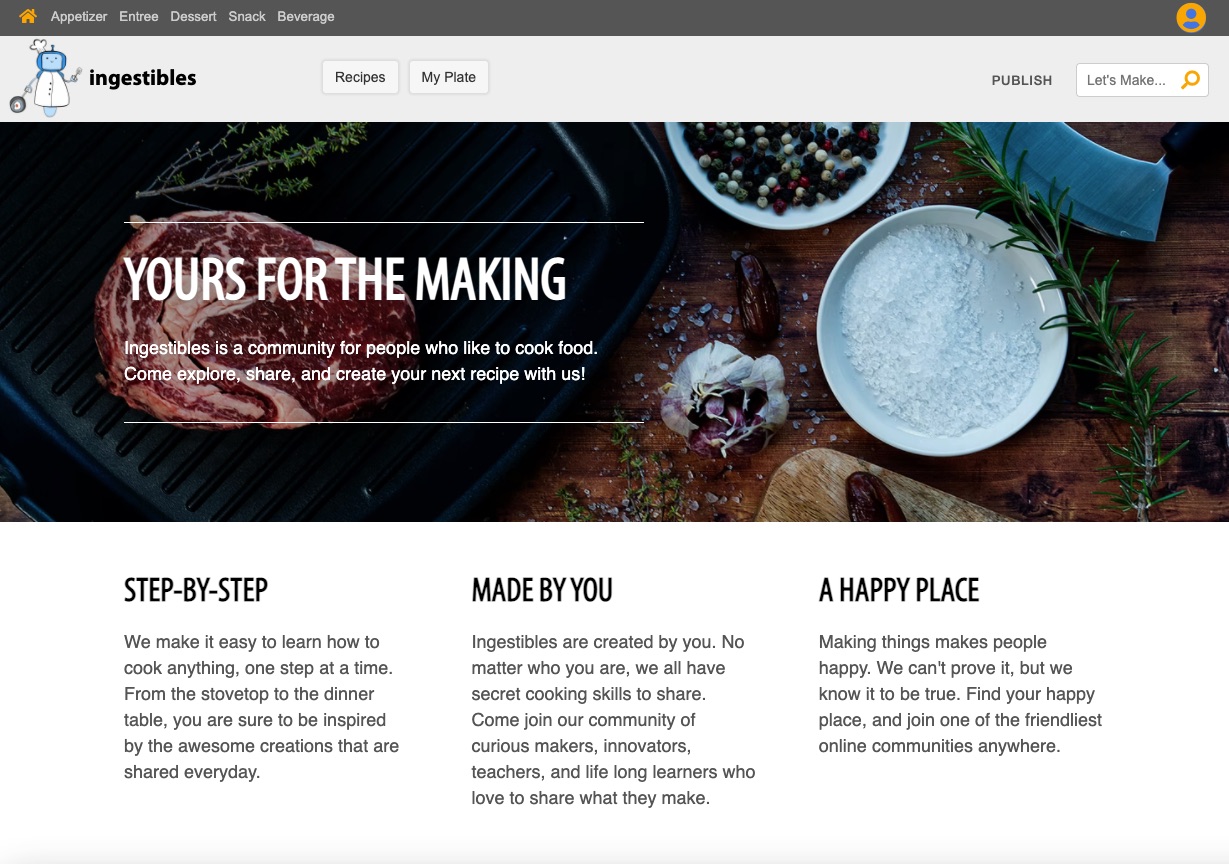 Appetizer Entree Dessert Snack Beverage
ingestibles
Recipes
My Plate
PUBLISH
Let's Make...
YOURS FOR THE MAKING
Ingestibles is a community for people who like to cook food.
Come explore, share, and create your next recipe with us!
STEP-BY-STEP
We make it easy to learn how to
cook anything, one step at a time.
From the stovetop to the dinner
table, you are sure to be inspired
by the awesome creations that are
shared everyday.
MADE BY YOU
Ingestibles are created by you. No
matter who you are, we all have
secret cooking skills to share.
Come join our community of
curious makers, innovators,
teachers, and life long learners who
love to share what they make.
A HAPPY PLACE
Making things makes people
happy. We can't prove it, but we
know it to be true. Find your happy
place, and join one of the friendliest
online communities anywhere.